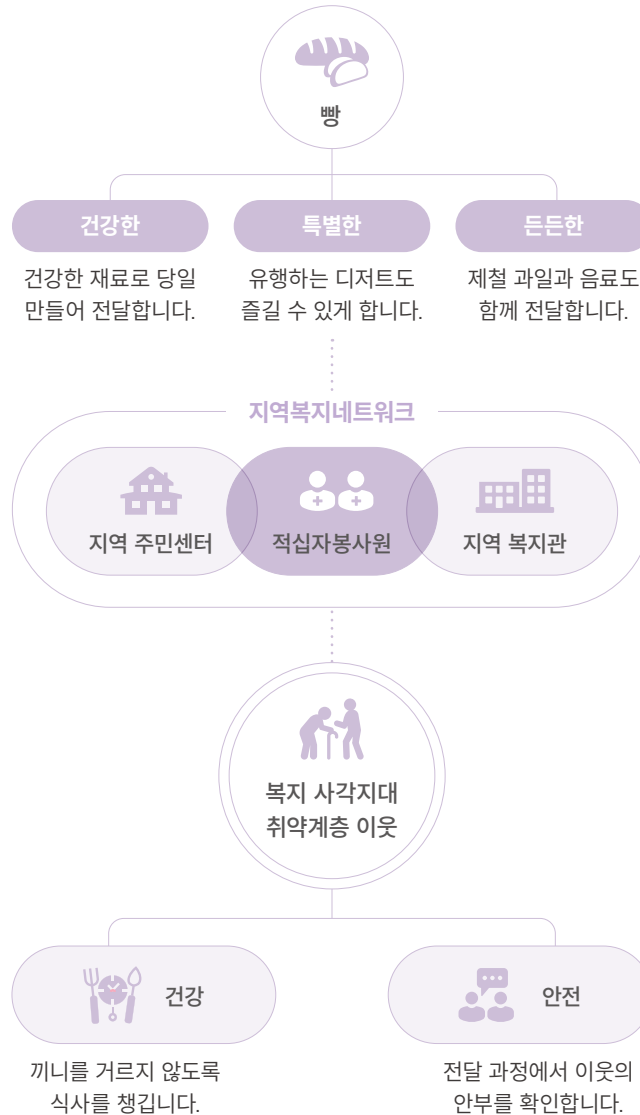 빵
건강한
특별한
든든한
건강한 재료로 당일
만들어 전달합니다.
유행하는 디저트도
즐길 수 있게 합니다.
제철 과일과 음료도
함께 전달합니다.
지역복지네트워크
지역 주민센터
적십자봉사원
지역 복지관
복지 사각지대
취약계층 이웃
건강
안전
끼니를 거르지 않도록
식사를 챙깁니다.
전달 과정에서 이웃의
안부를 확인합니다.